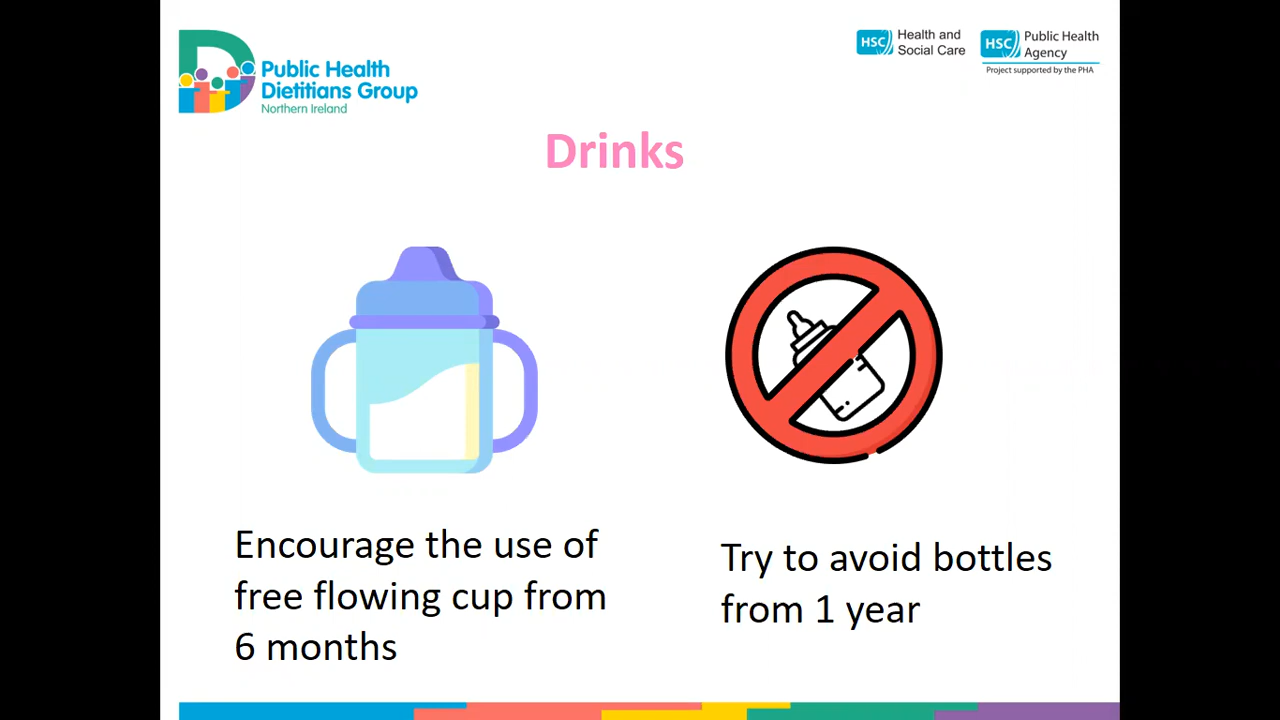 Public Health
Dietitians Group
Northern Ireland
HSC Health and
Social Care
HSC Public Health
Agency
Project supported by the PHA
Drinks
Encourage the use of
free flowing cup from
6 months
Try to avoid bottles
from 1 year